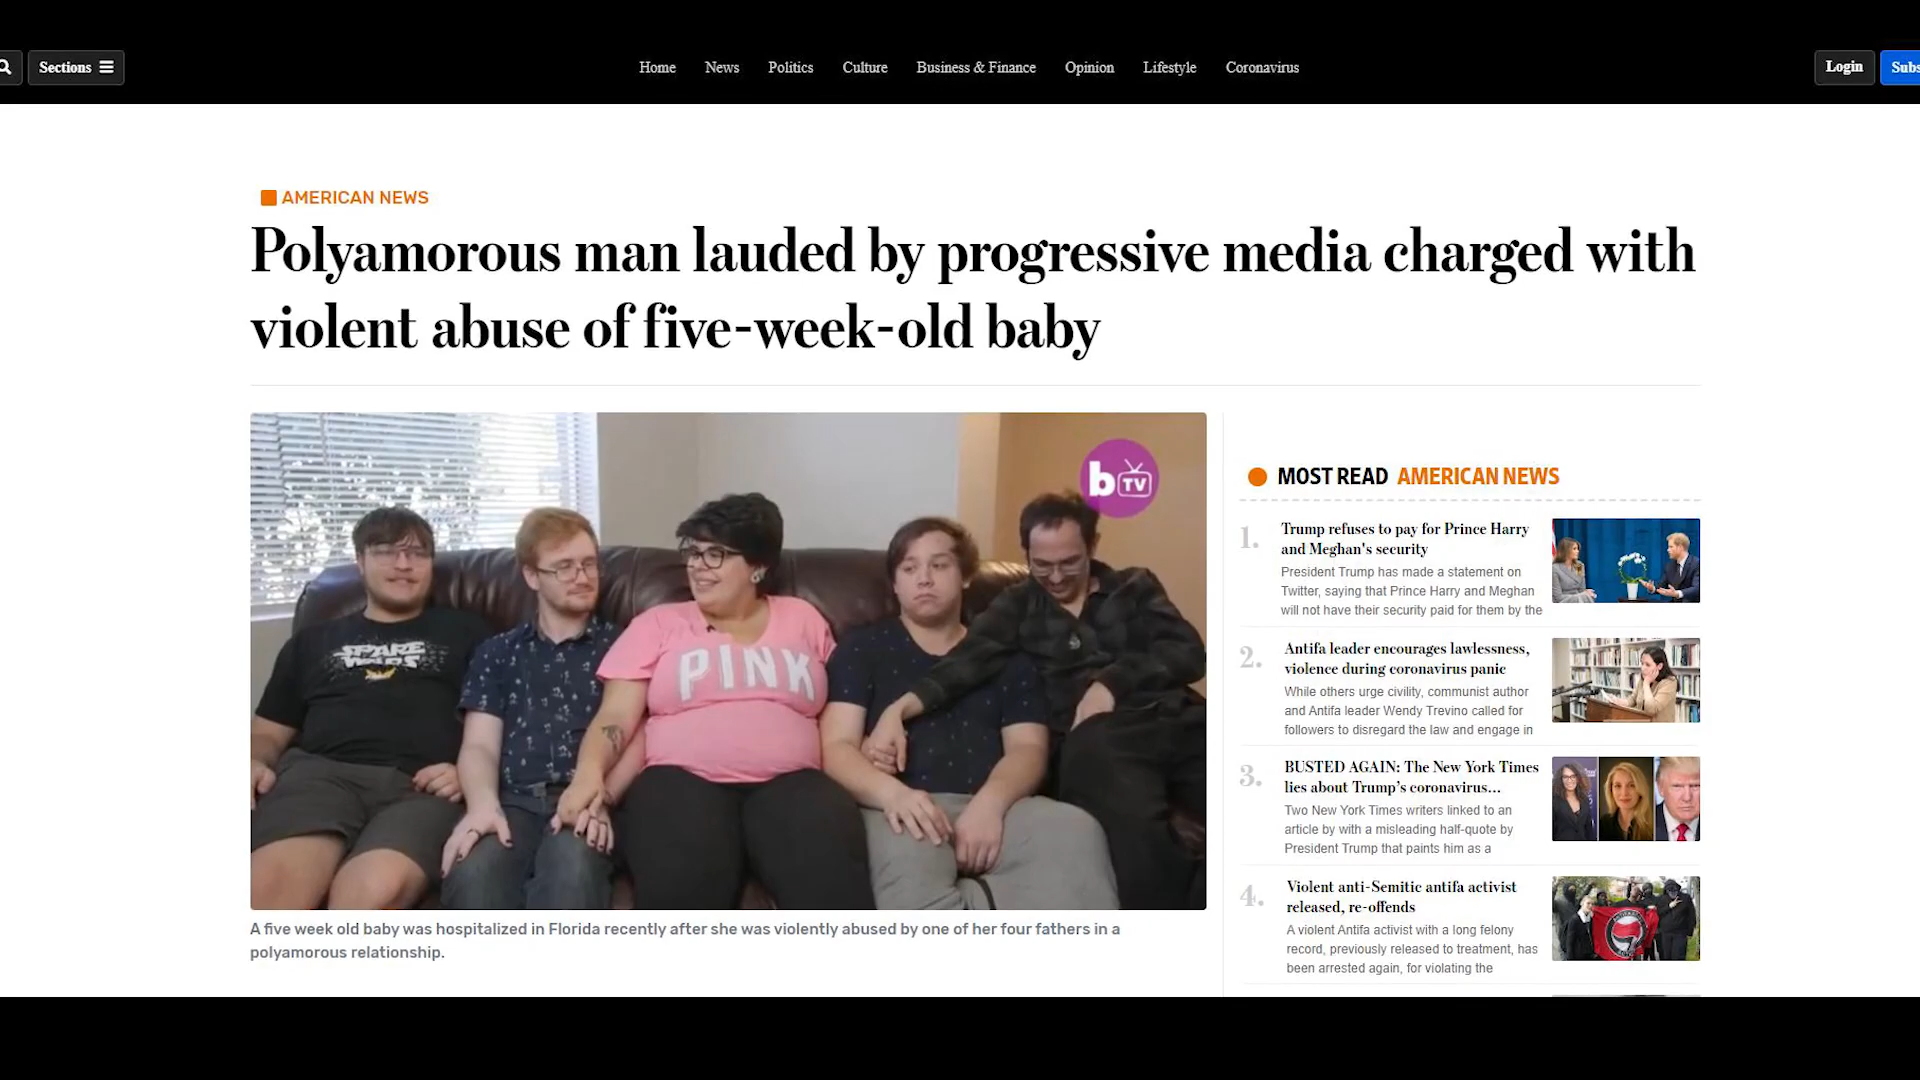 Sections
Home News Politics Culture Business & Finance Opinion Lifestyle Coronavirus
Login
Subs
AMERICAN NEWS
Polyamorous man lauded by progressive media charged with
violent abuse of five-week-old baby
b TV
SPARE
WARS
PINK
A five week old baby was hospitalized in Florida recently after she was violently abused by one of her four fathers in a
polyamorous relationship.
MOST READ AMERICAN NEWS
1.
Trump refuses to pay for Prince Harry
and Meghan's security
President Trump has made a statement on
Twitter, saying that Prince Harry and Meghan
will not have their security paid for them by the
2.
Antifa leader encourages lawlessness,
violence during coronavirus panic
While others urge civility, communist author
and Antifa leader Wendy Trevino called for
followers to disregard the law and engage in
3.
BUSTED AGAIN: The New York Times
lies about Trump’s coronavirus...
Two New York Times writers linked to an
article by with a misleading half-quote by
President Trump that paints him as a
4.
Violent anti-Semitic antifa activist
released, re-offends
A violent Antifa activist with a long felony
record, previously released to treatment, has
been arrested again, for violating the